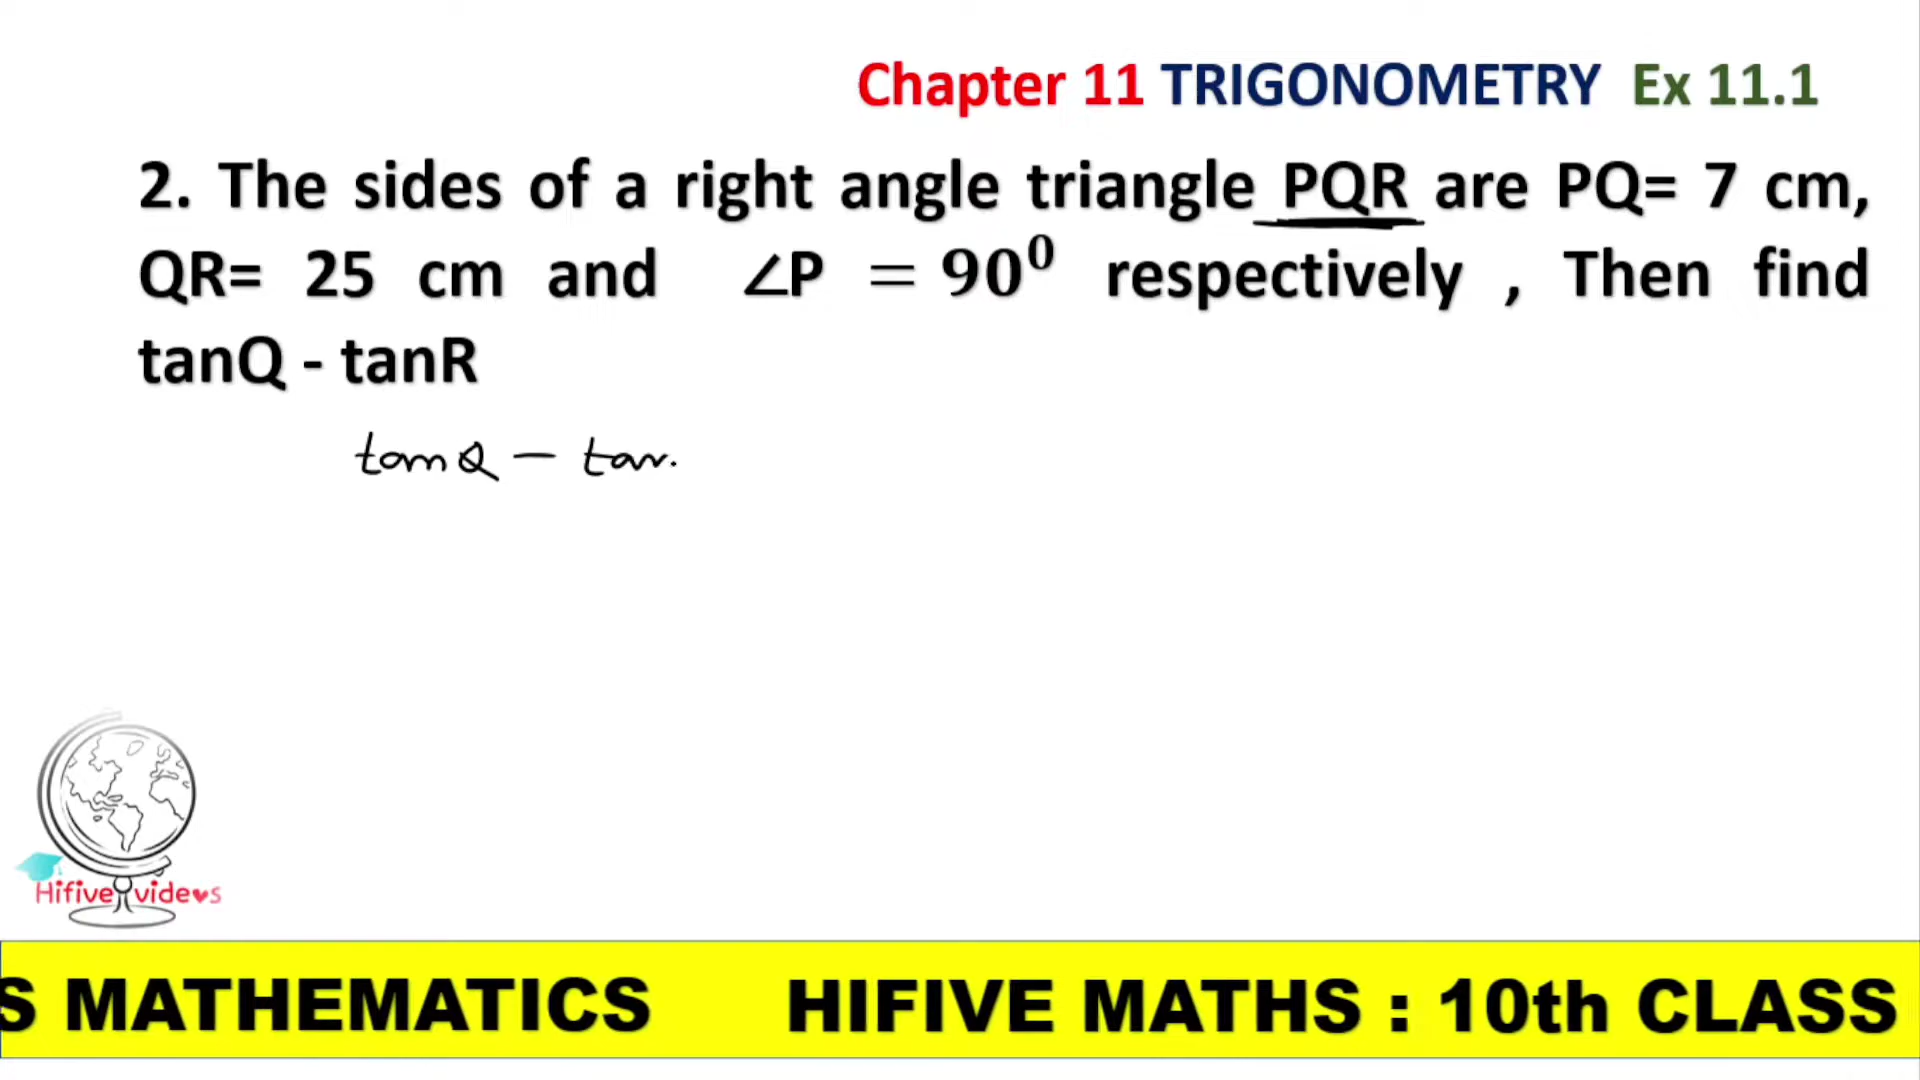 Chapter 11 TRIGONOMETRY Ex 11.1
2. The sides of a right angle triangle PQR are PQ= 7 cm,
QR= 25 cm and ∠P = 90⁰ respectively , Then find
tanQ - tanR
tanQ - tan
Hifive videos
S MATHEMATICS HIFIVE MATHS : 10th CLASS